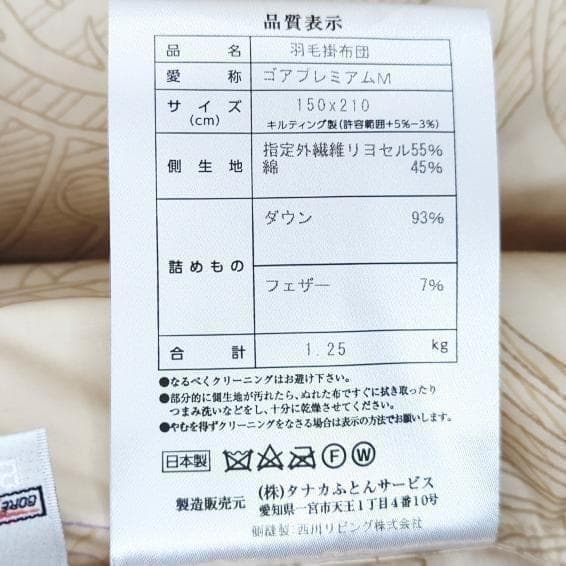 品質表示
品名 羽毛掛布団
愛称 ゴアプレミアムM
サイズ 150x210
(cm) キルティング製(許容範囲+5%−3%)
側生地 指定外繊維リヨセル55%
綿 45%
ダウン 93%
詰めもの
フェザー 7%
合計 1.25 kg
●なるべくクリーニングはお避け下さい。
●部分的に側生地が汚れたら、ぬれた布ですぐに拭き取ったり
つまみ洗いなどをし、十分に乾燥させてください。
●やむを得ずクリーニングをなさる場合は表示の方法でお願いします。
日本製 F W
製造販売元 (株)タナカふとんサービス
愛知県一宮市天王1丁目4番10号
側縫製:西川リビング株式会社
GORE